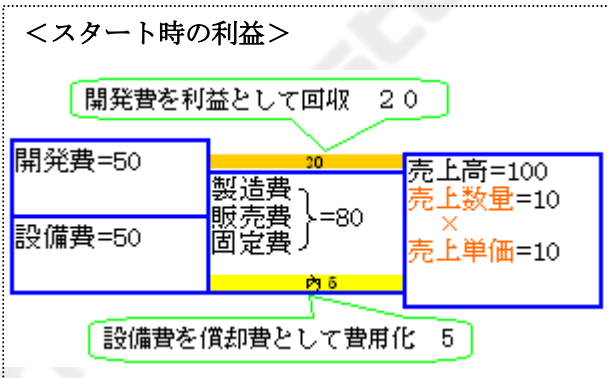 <スタート時の利益>
開発費を利益として回収 20
開発費=50
設備費=50
20
製造費
販売費 =80
固定費
内5
売上高=100
売上数量=10
×
売上単価=10
設備費を償却費として費用化 5